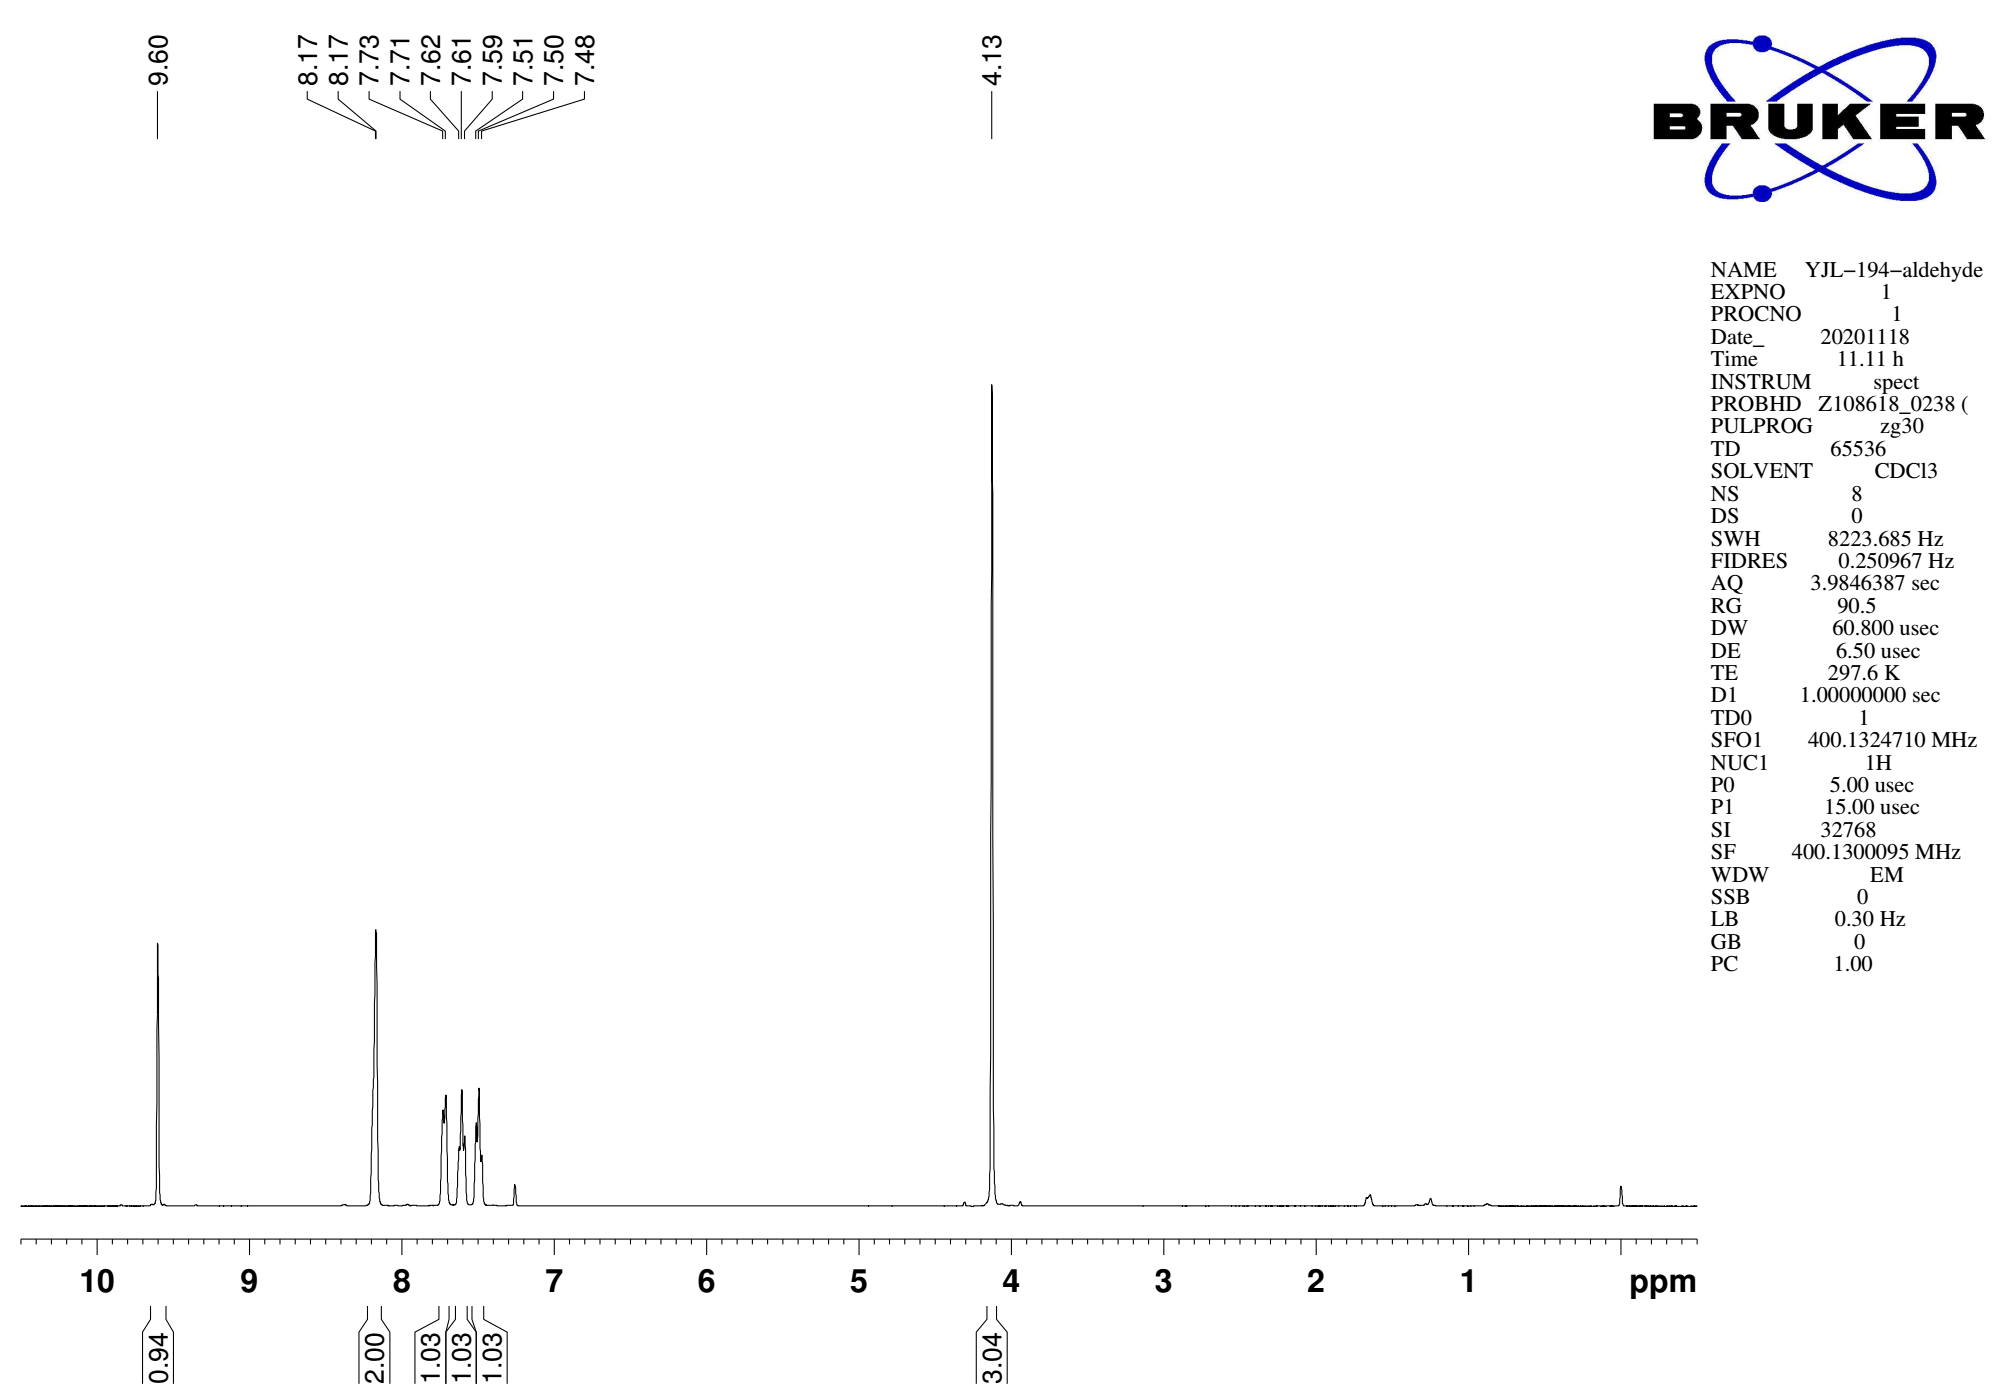 9.60
8.17
8.17
7.73
7.71
7.62
7.61
7.59
7.51
7.50
7.48
4.13
BRUKER
NAME YJL-194-aldehyde
EXPNO 1
PROCNO 1
Date_ 20201118
Time 11.11 h
INSTRUM spect
PROBHD Z108618_0238 (
PULPROG zg30
TD 65536
SOLVENT CDCl3
NS 8
DS 0
SWH 8223.685 Hz
FIDRES 0.250967 Hz
AQ 3.9846387 sec
RG 90.5
DW 60.800 usec
DE 6.50 usec
TE 297.6 K
D1 1.00000000 sec
TD0 1
SFO1 400.1324710 MHz
NUC1 1H
P0 5.00 usec
P1 15.00 usec
SI 32768
SF 400.1300095 MHz
WDW EM
SSB 0
LB 0.30 Hz
GB 0
PC 1.00
10 9 8 7 6 5 4 3 2 1 ppm
0.94
2.00
1.03
1.03
1.03
3.04